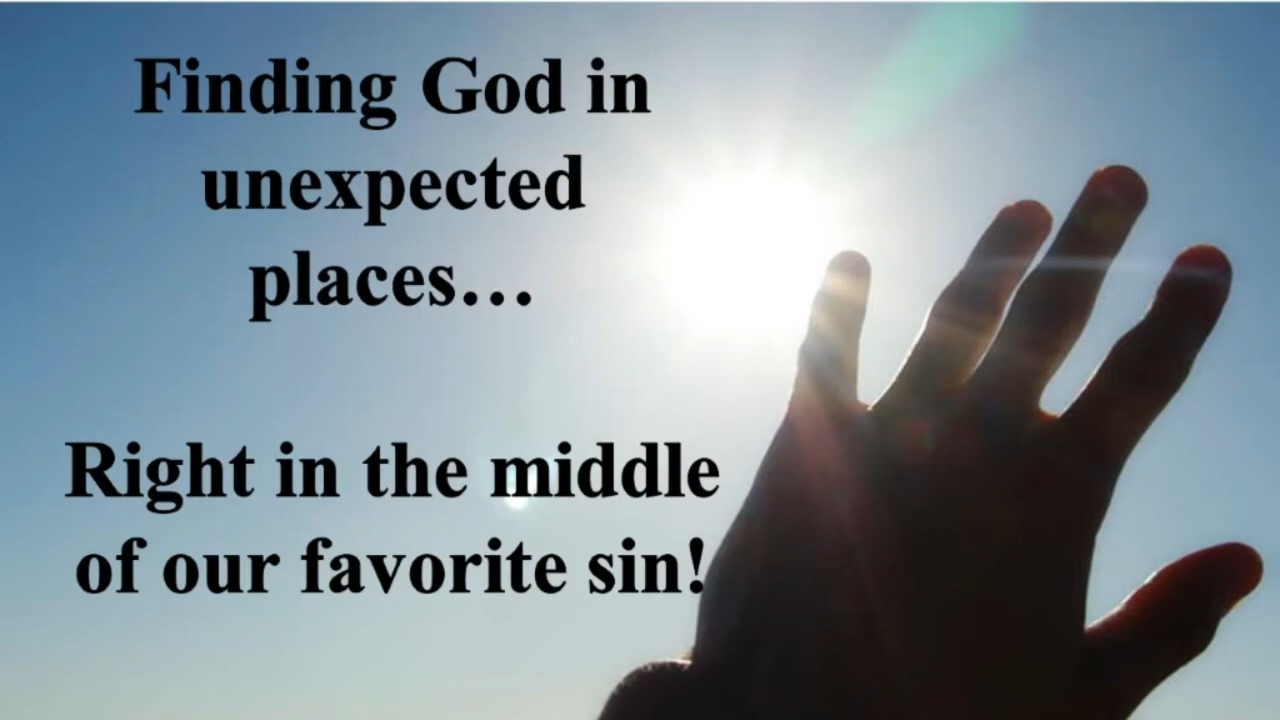 Finding God in
unexpected
places…
Right in the middle
of our favorite sin!